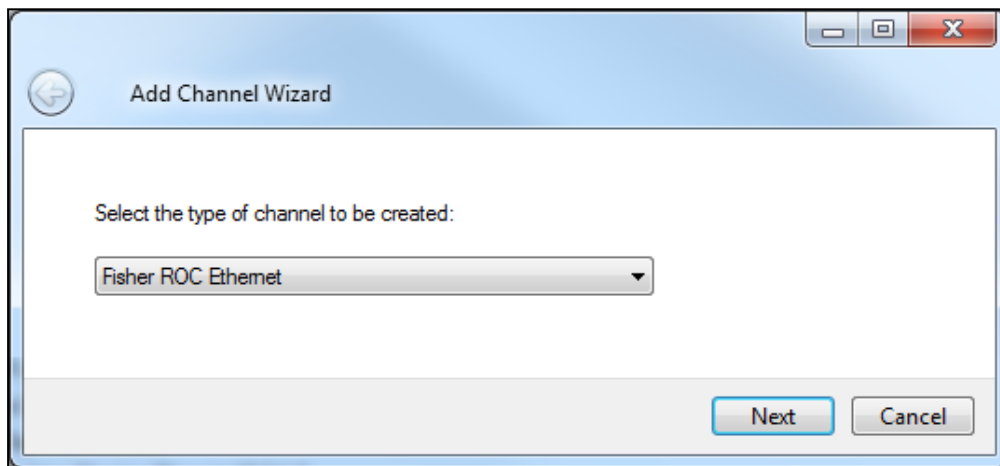 Add Channel Wizard
Select the type of channel to be created:
Fisher ROC Ethernet
Next Cancel